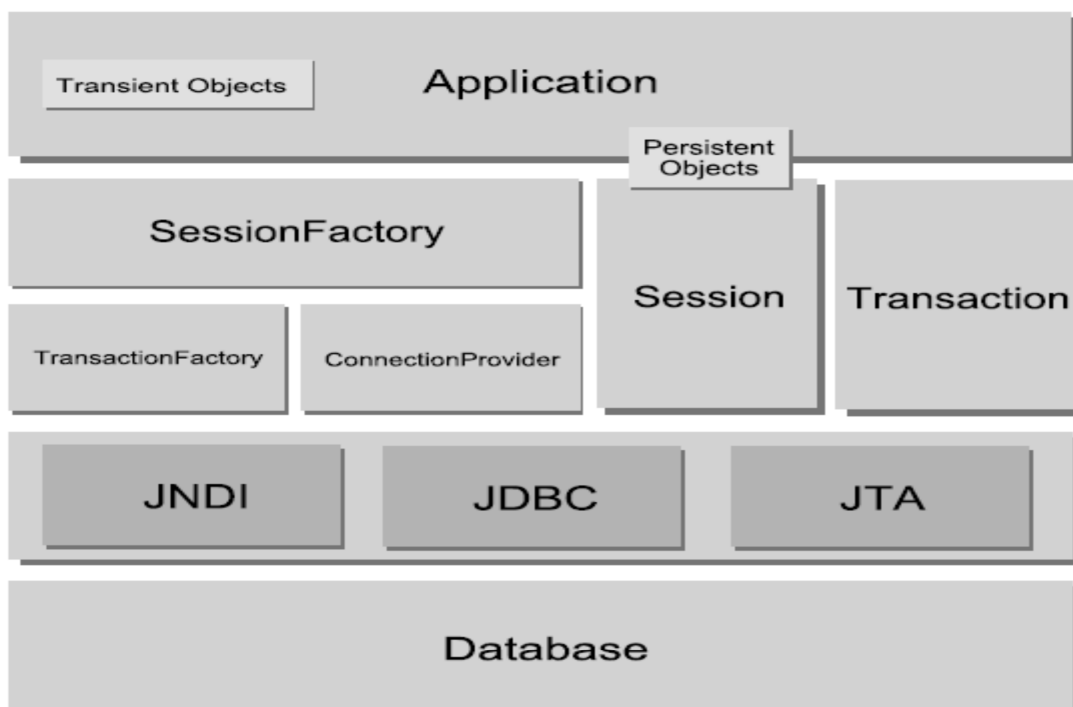 Transient Objects
Application
Persistent
Objects
SessionFactory
Session
Transaction
TransactionFactory
ConnectionProvider
JNDI
JDBC
JTA
Database